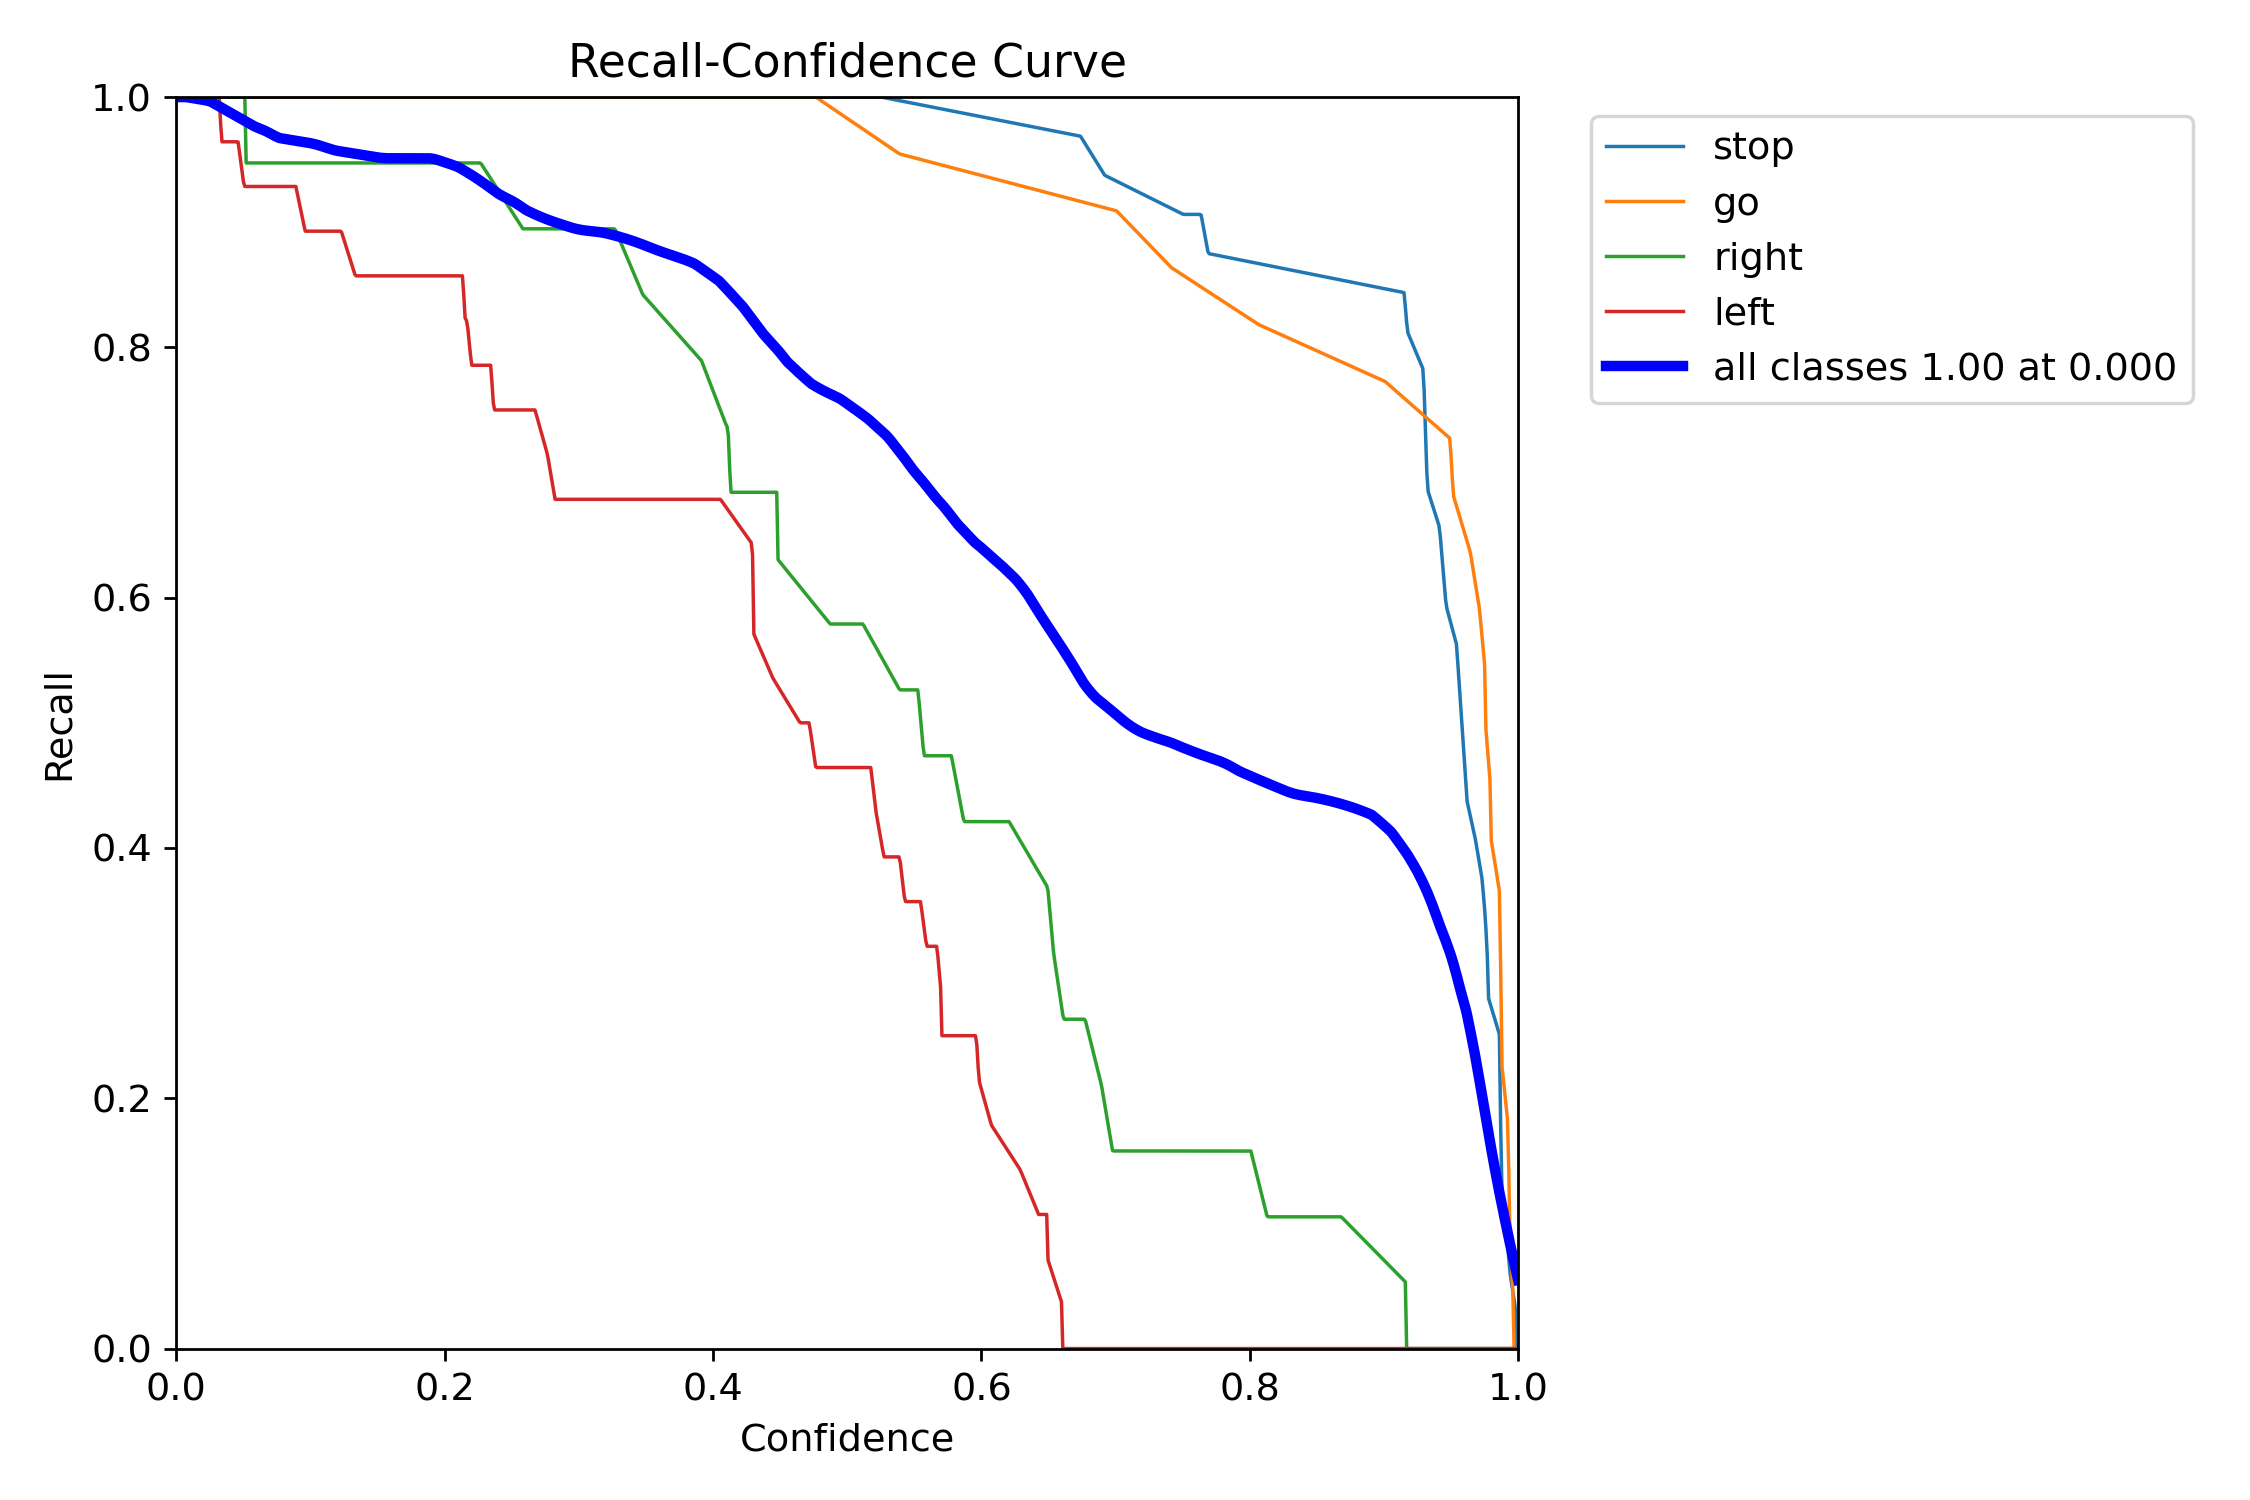 Recall-Confidence Curve
1.0
0.8
0.6
0.4
0.2
0.0
Recall
0.0 0.2 0.4 0.6 0.8 1.0
Confidence
stop
go
right
left
all classes 1.00 at 0.000